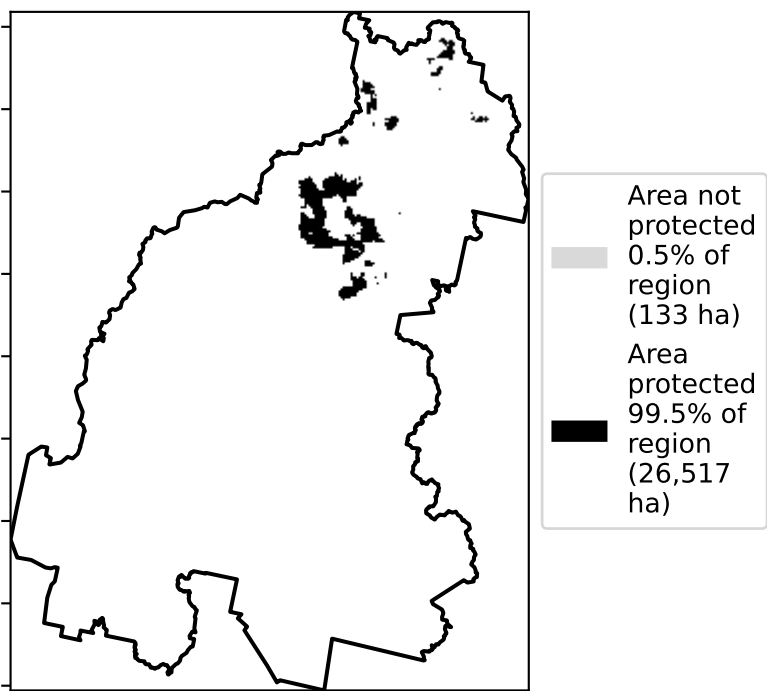 Area not
protected
0.5% of
region
(133 ha)
Area
protected
99.5% of
region
(26,517
ha)